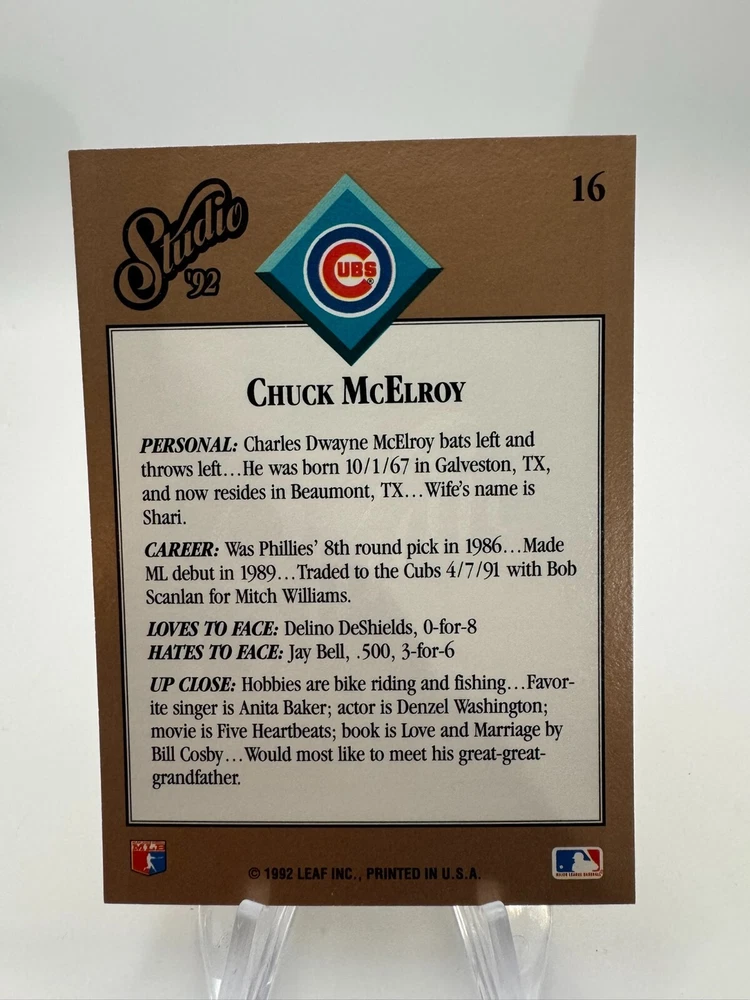 Studio
'92
16
CUBS
®
CHUCK MCELROY
PERSONAL: Charles Dwayne McElroy bats left and
throws left...He was born 10/1/67 in Galveston, TX,
and now resides in Beaumont, TX...Wife's name is
Shari.
CAREER: Was Phillies' 8th round pick in 1986...Made
ML debut in 1989...Traded to the Cubs 4/7/91 with Bob
Scanlan for Mitch Williams.
LOVES TO FACE: Delino DeShields, 0-for-8
HATES TO FACE: Jay Bell, .500, 3-for-6
UP CLOSE: Hobbies are bike riding and fishing...Favor-
ite singer is Anita Baker; actor is Denzel Washington;
movie is Five Heartbeats; book is Love and Marriage by
Bill Cosby...Would most like to meet his great-great-
grandfather.
© 1992 LEAF INC., PRINTED IN U.S.A.
MAJOR LEAGUE BASEBALL